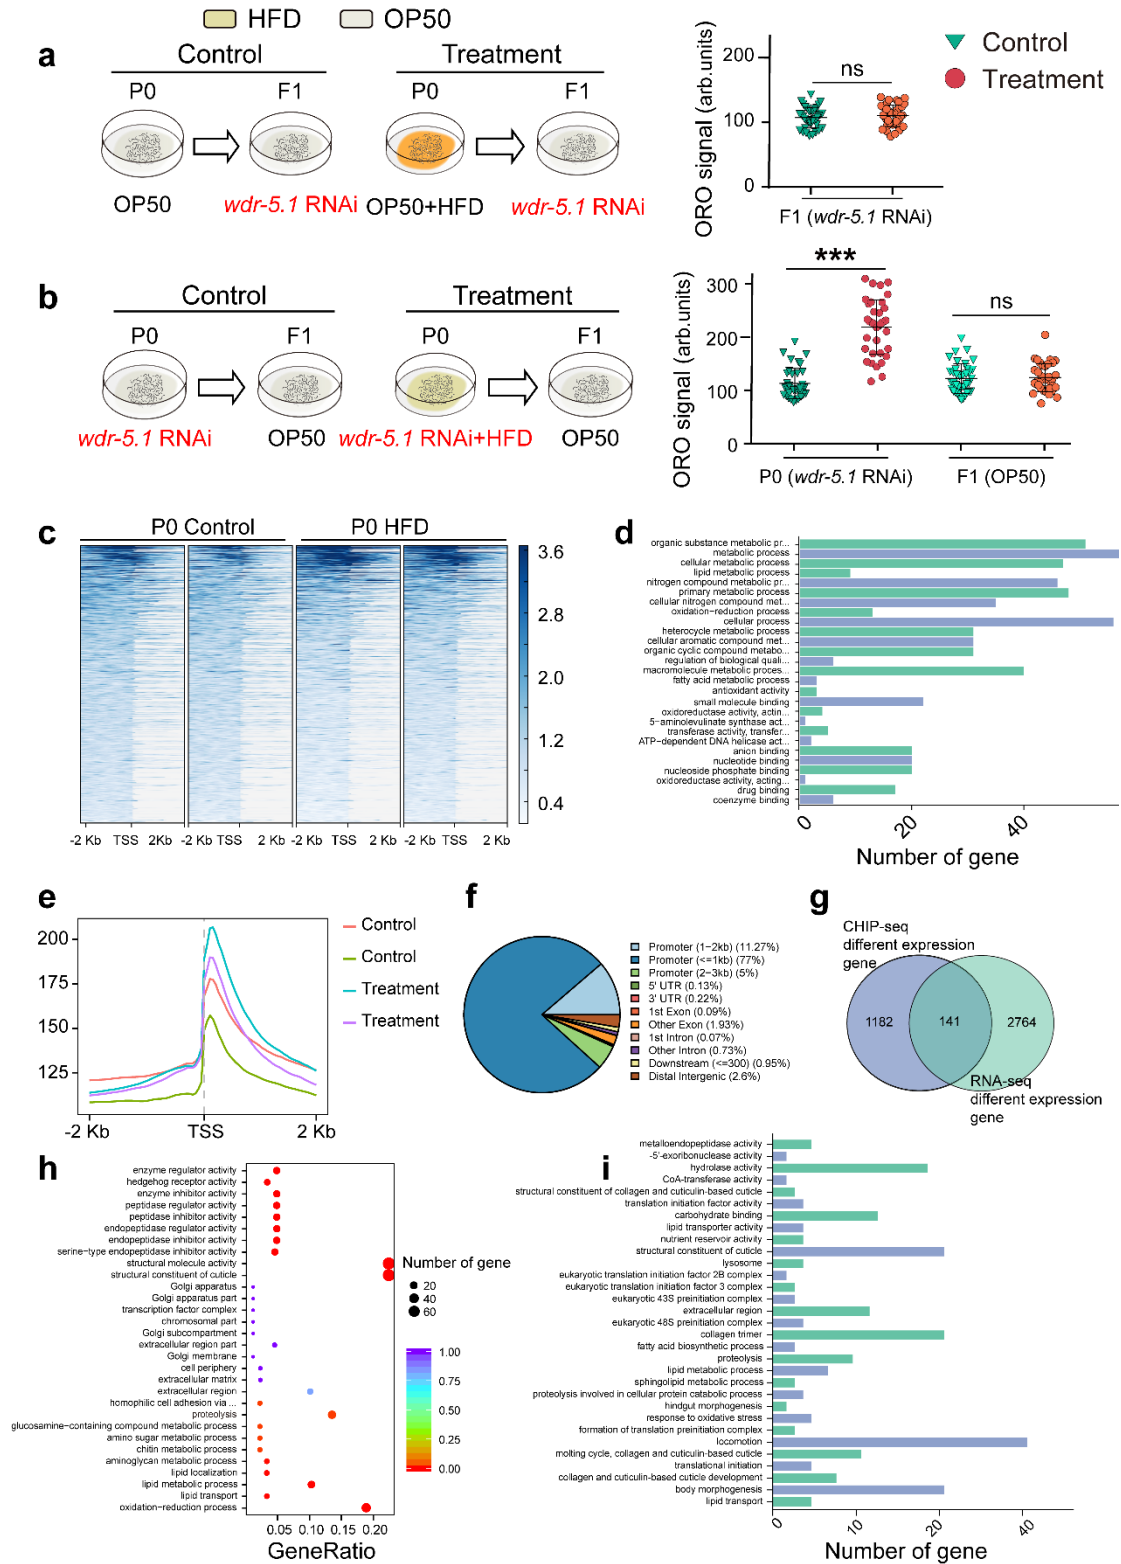 HFD OP50
a
Control Treatment
P0 F1 P0 F1
OP50 wdr-5.1 RNAi OP50+HFD wdr-5.1 RNAi
ORO signal (arb.units)
200
100
0
ns
F1 (wdr-5.1 RNAi)
Control
Treatment
b
Control Treatment
P0 F1 P0 F1
wdr-5.1 RNAi OP50 wdr-5.1 RNAi+HFD OP50
ORO signal (arb.units)
300
200
100
0
*** ns
P0 (wdr-5.1 RNAi) F1 (OP50)
c
P0 Control P0 HFD
3.6
2.8
2.0
1.2
0.4
-2 Kb TSS 2Kb -2 Kb TSS 2Kb -2 Kb TSS 2Kb -2 Kb TSS 2Kb
d
organic substance metabolic pr...
metabolic process
cellular metabolic process
lipid metabolic process
nitrogen compound metabolic pr...
primary metabolic process
cellular nitrogen compound met...
oxidation-reduction process
cellular process
heterocycle metabolic process
cellular aromatic compound met...
organic cyclic compound metabo...
regulation of biological quali...
macromolecule metabolic proces...
fatty acid metabolic process
antioxidant activity
small molecule binding
oxidoreductase activity, actin...
5-aminolevulinate synthase act...
transferase activity, transfer...
ATP-dependent DNA helicase act...
anion binding
nucleotide binding
nucleoside phosphate binding
oxidoreductase activity, acting...
drug binding
coenzyme binding
0 20 40
Number of gene
e
200
175
150
125
-2 Kb TSS 2 Kb
Control
Control
Treatment
Treatment
f
Promoter (1-2kb) (11.27%)
Promoter (<=1kb) (77%)
Promoter (2-3kb) (5%)
5' UTR (0.13%)
3' UTR (0.22%)
1st Exon (0.09%)
Other Exon (1.93%)
1st Intron (0.07%)
Other Intron (0.73%)
Downstream (<=300) (0.95%)
Distal Intergenic (2.6%)
g
CHIP-seq
different expression
gene
1182 141 2764
RNA-seq
different expression
gene
h
enzyme regulator activity
hedgehog receptor activity
enzyme inhibitor activity
peptidase regulator activity
peptidase inhibitor activity
endopeptidase regulator activity
endopeptidase inhibitor activity
serine-type endopeptidase inhibitor activity
structural molecule activity
structural constituent of cuticle
Golgi apparatus
Golgi apparatus part
transcription factor complex
chromosomal part
Golgi subcompartment
extracellular region part
Golgi membrane
cell periphery
extracellular matrix
extracellular region
homophilic cell adhesion via ...
proteolysis
glucosamine-containing compound metabolic process
amino sugar metabolic process
chitin metabolic process
aminoglycan metabolic process
lipid localization
lipid metabolic process
lipid transport
oxidation-reduction process
0.05 0.10 0.15 0.20
GeneRatio
Number of gene
20
40
60
1.00
0.75
0.50
0.25
0.00
i
metalloendopeptidase activity
-5'-exoribonuclease activity
hydrolase activity
CoA-transferase activity
structural constituent of collagen and cuticulin-based cuticle
translation initiation factor activity
carbohydrate binding
lipid transporter activity
nutrient reservoir activity
structural constituent of cuticle
lysosome
eukaryotic translation initiation factor 2B complex
eukaryotic translation initiation factor 3 complex
eukaryotic 43S preinitiation complex
extracellular region
eukaryotic 48S preinitiation complex
collagen trimer
fatty acid biosynthetic process
proteolysis
lipid metabolic process
sphingolipid metabolic process
proteolysis involved in cellular protein catabolic process
hindgut morphogenesis
response to oxidative stress
formation of translation preinitiation complex
locomotion
molting cycle, collagen and cuticulin-based cuticle
translational initiation
collagen and cuticulin-based cuticle development
body morphogenesis
lipid transport
0 10 20 40
Number of gene